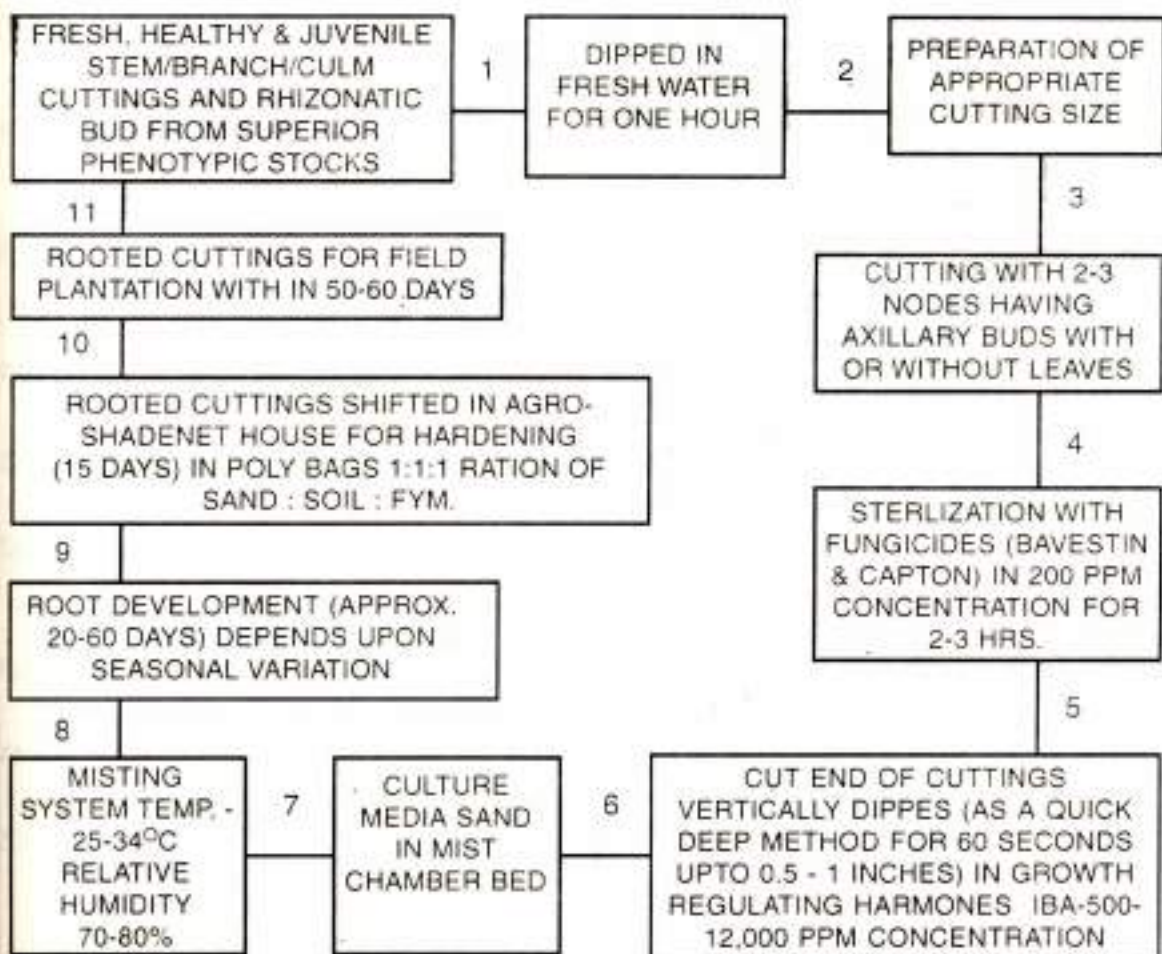 FRESH, HEALTHY & JUVENILE
STEM/BRANCH/CULM
CUTTINGS AND RHIZONATIC
BUD FROM SUPERIOR
PHENOTYPIC STOCKS
1
DIPPED IN
FRESH WATER
FOR ONE HOUR
2
PREPARATION OF
APPROPRIATE
CUTTING SIZE
3
CUTTING WITH 2-3
NODES HAVING
AXILLARY BUDS WITH
OR WITHOUT LEAVES
4
STERLIZATION WITH
FUNGICIDES (BAVESTIN
& CAPTON) IN 200 PPM
CONCENTRATION FOR
2-3 HRS.
5
CUT END OF CUTTINGS
VERTICALLY DIPPES (AS A QUICK
DEEP METHOD FOR 60 SECONDS
UPTO 0.5 - 1 INCHES) IN GROWTH
REGULATING HARMONES IBA-500-
12,000 PPM CONCENTRATION
6
CULTURE
MEDIA SAND
IN MIST
CHAMBER BED
7
MISTING
SYSTEM TEMP. -
25-34°C
RELATIVE
HUMIDITY
70-80%
8
ROOT DEVELOPMENT (APPROX.
20-60 DAYS) DEPENDS UPON
SEASONAL VARIATION
9
ROOTED CUTTINGS SHIFTED IN AGRO-
SHADENET HOUSE FOR HARDENING
(15 DAYS) IN POLY BAGS 1:1:1 RATION OF
SAND : SOIL : FYM.
10
ROOTED CUTTINGS FOR FIELD
PLANTATION WITH IN 50-60 DAYS
11